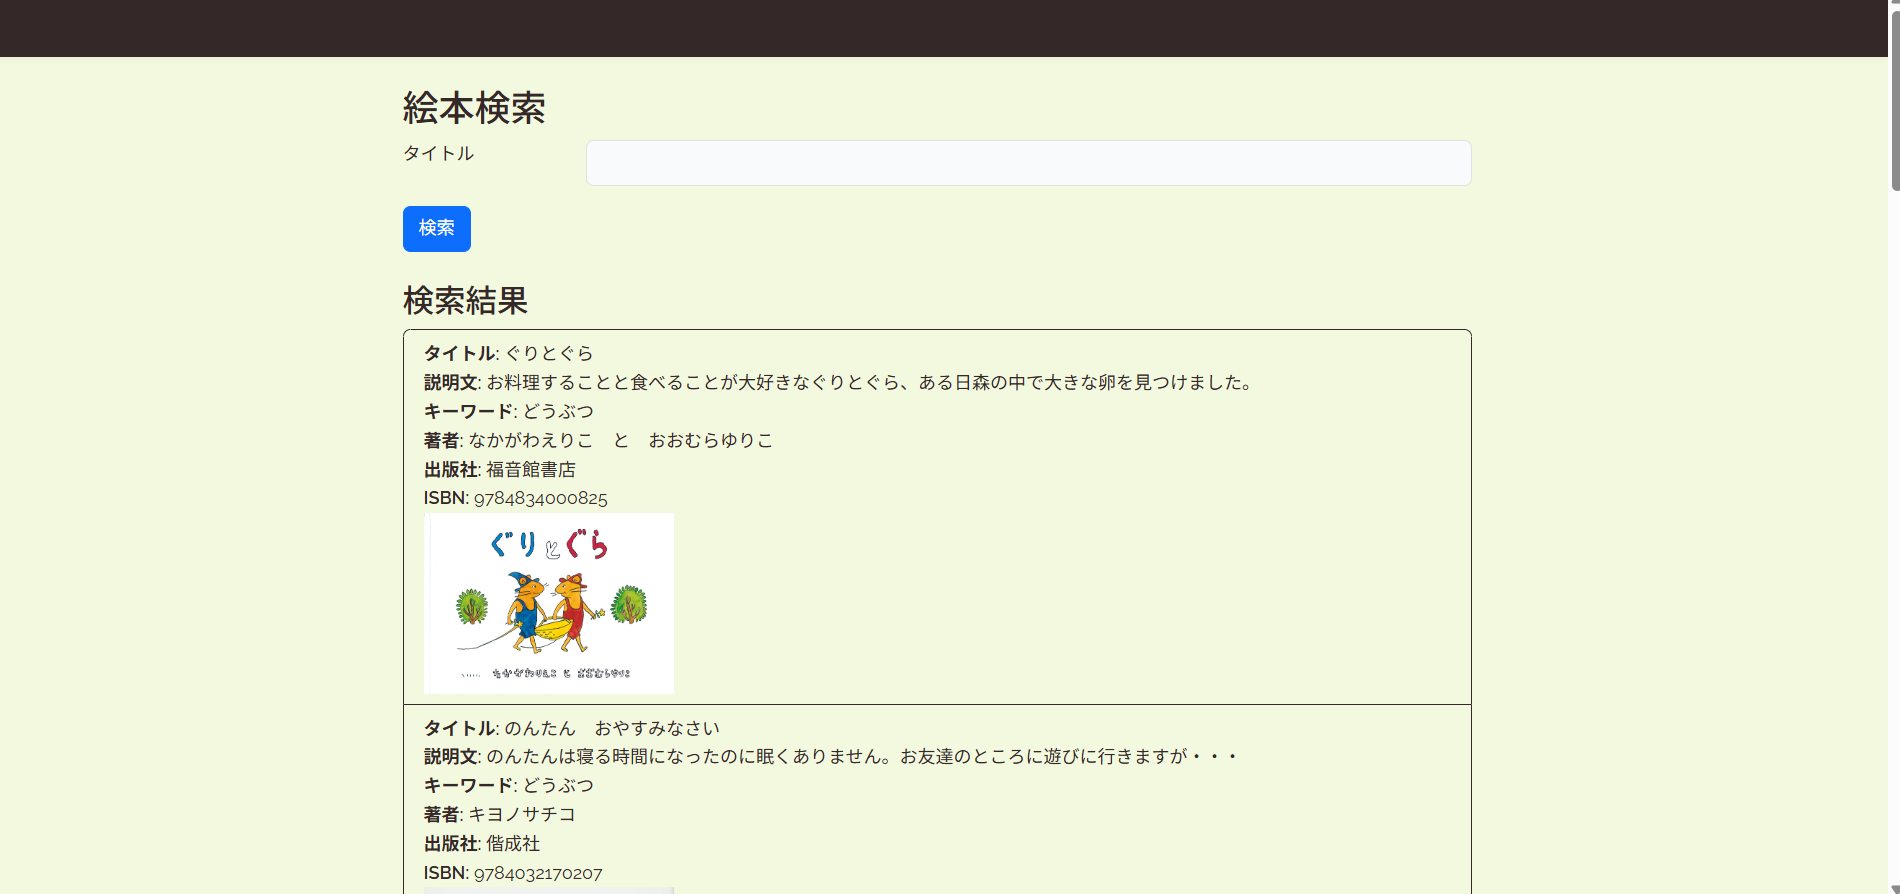 絵本検索
タイトル
検索
検索結果
タイトル: ぐりとぐら
説明文: お料理することと食べることが大好きなぐりとぐら、ある日森の中で大きな卵を見つけました。
キーワード: どうぶつ
著者: なかがわえりこ　と　おおむらゆりこ
出版社: 福音館書店
ISBN: 9784834000825
ぐりとぐら
なかがわりえこ と おおむらゆりこ
タイトル: のんたん　おやすみなさい
説明文: のんたんは寝る時間になったのに眠くありません。お友達のところに遊びに行きますが・・・
キーワード: どうぶつ
著者: キヨノサチコ
出版社: 偕成社
ISBN: 9784032170207